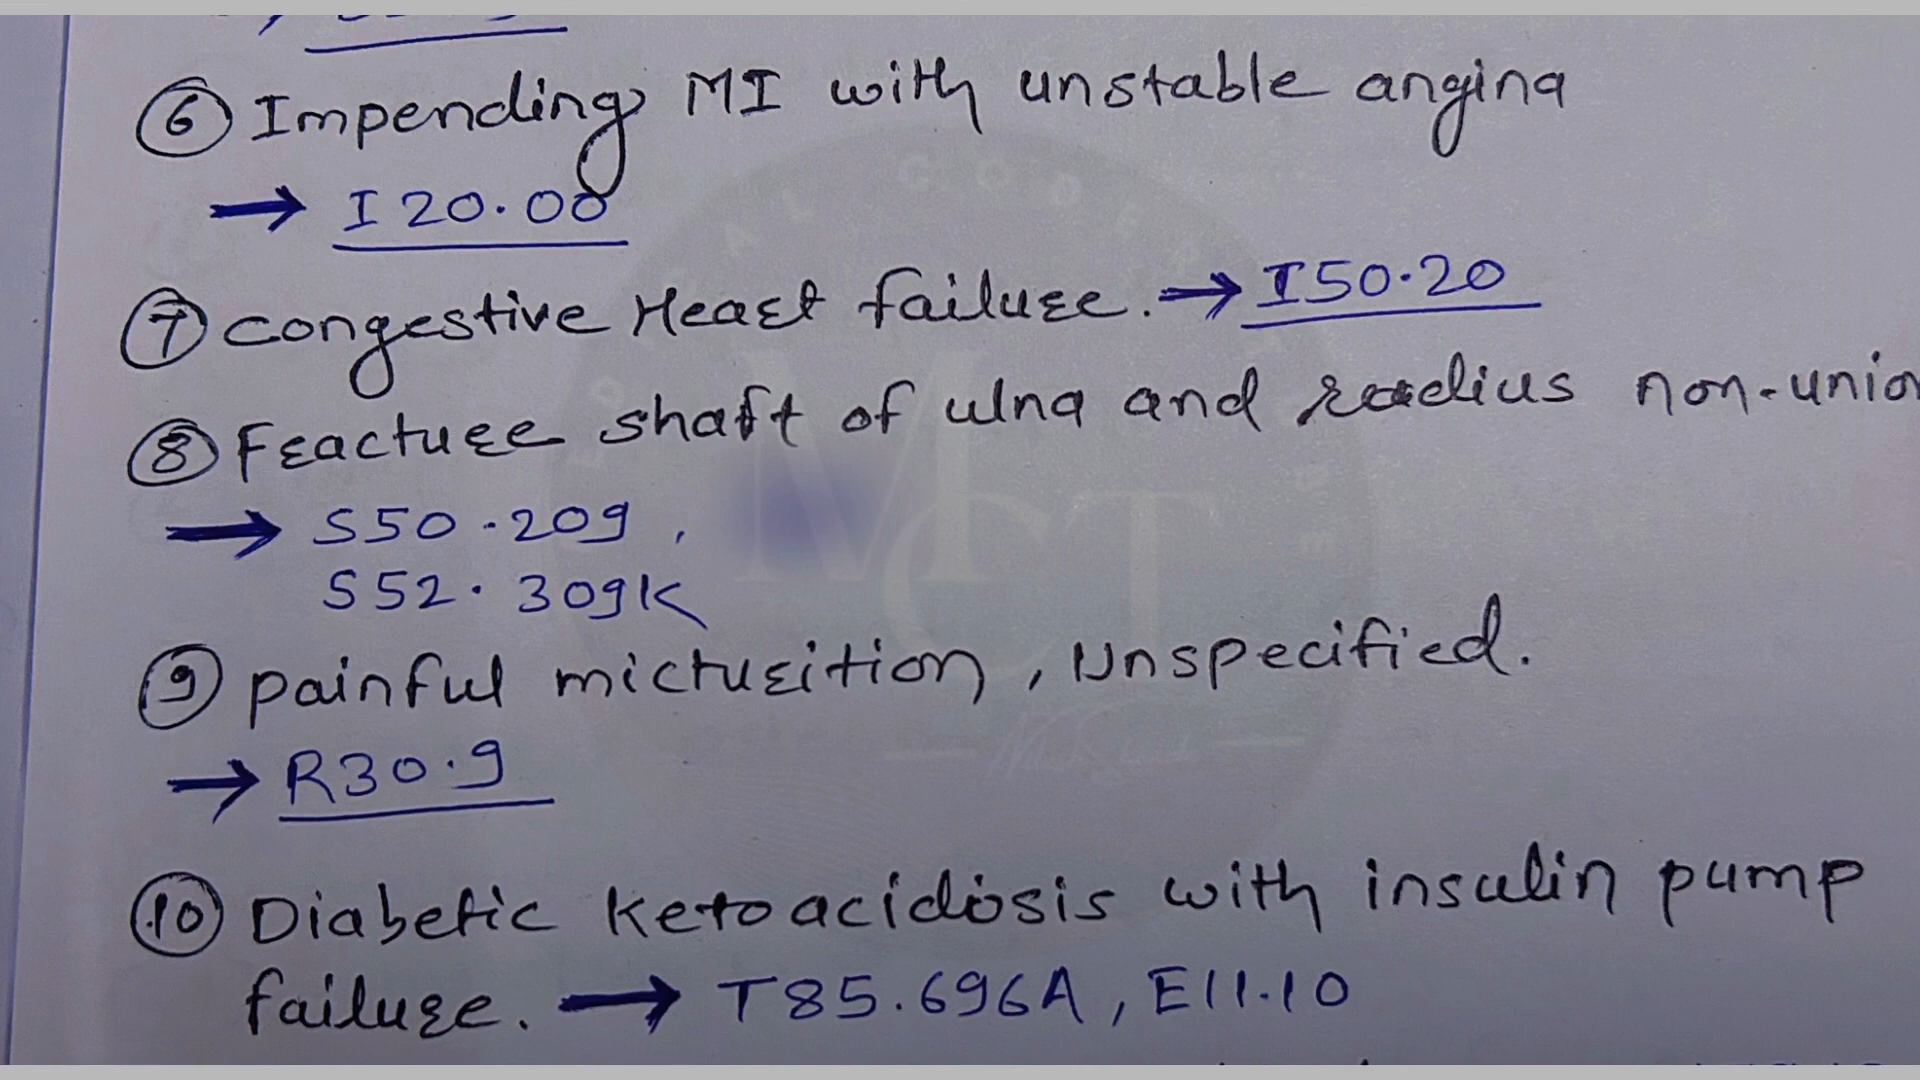 ⑥ Impending MI with unstable angina
→ I20.00
⑦ Congestive Heart failure. → I50.20
⑧ Fracture shaft of ulna and radius non-union
→ S50.209,
S52.309K
⑨ Painful micturition, Unspecified.
→ R30.9
⑩ Diabetic Ketoacidosis with insulin pump
failure. → T85.696A, E11.10